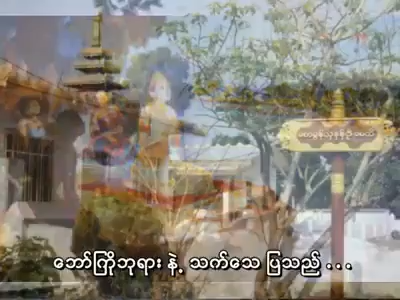 ဘော်ကြိုဘုရား နဲ့ သက်သေ ပြသည် . . .